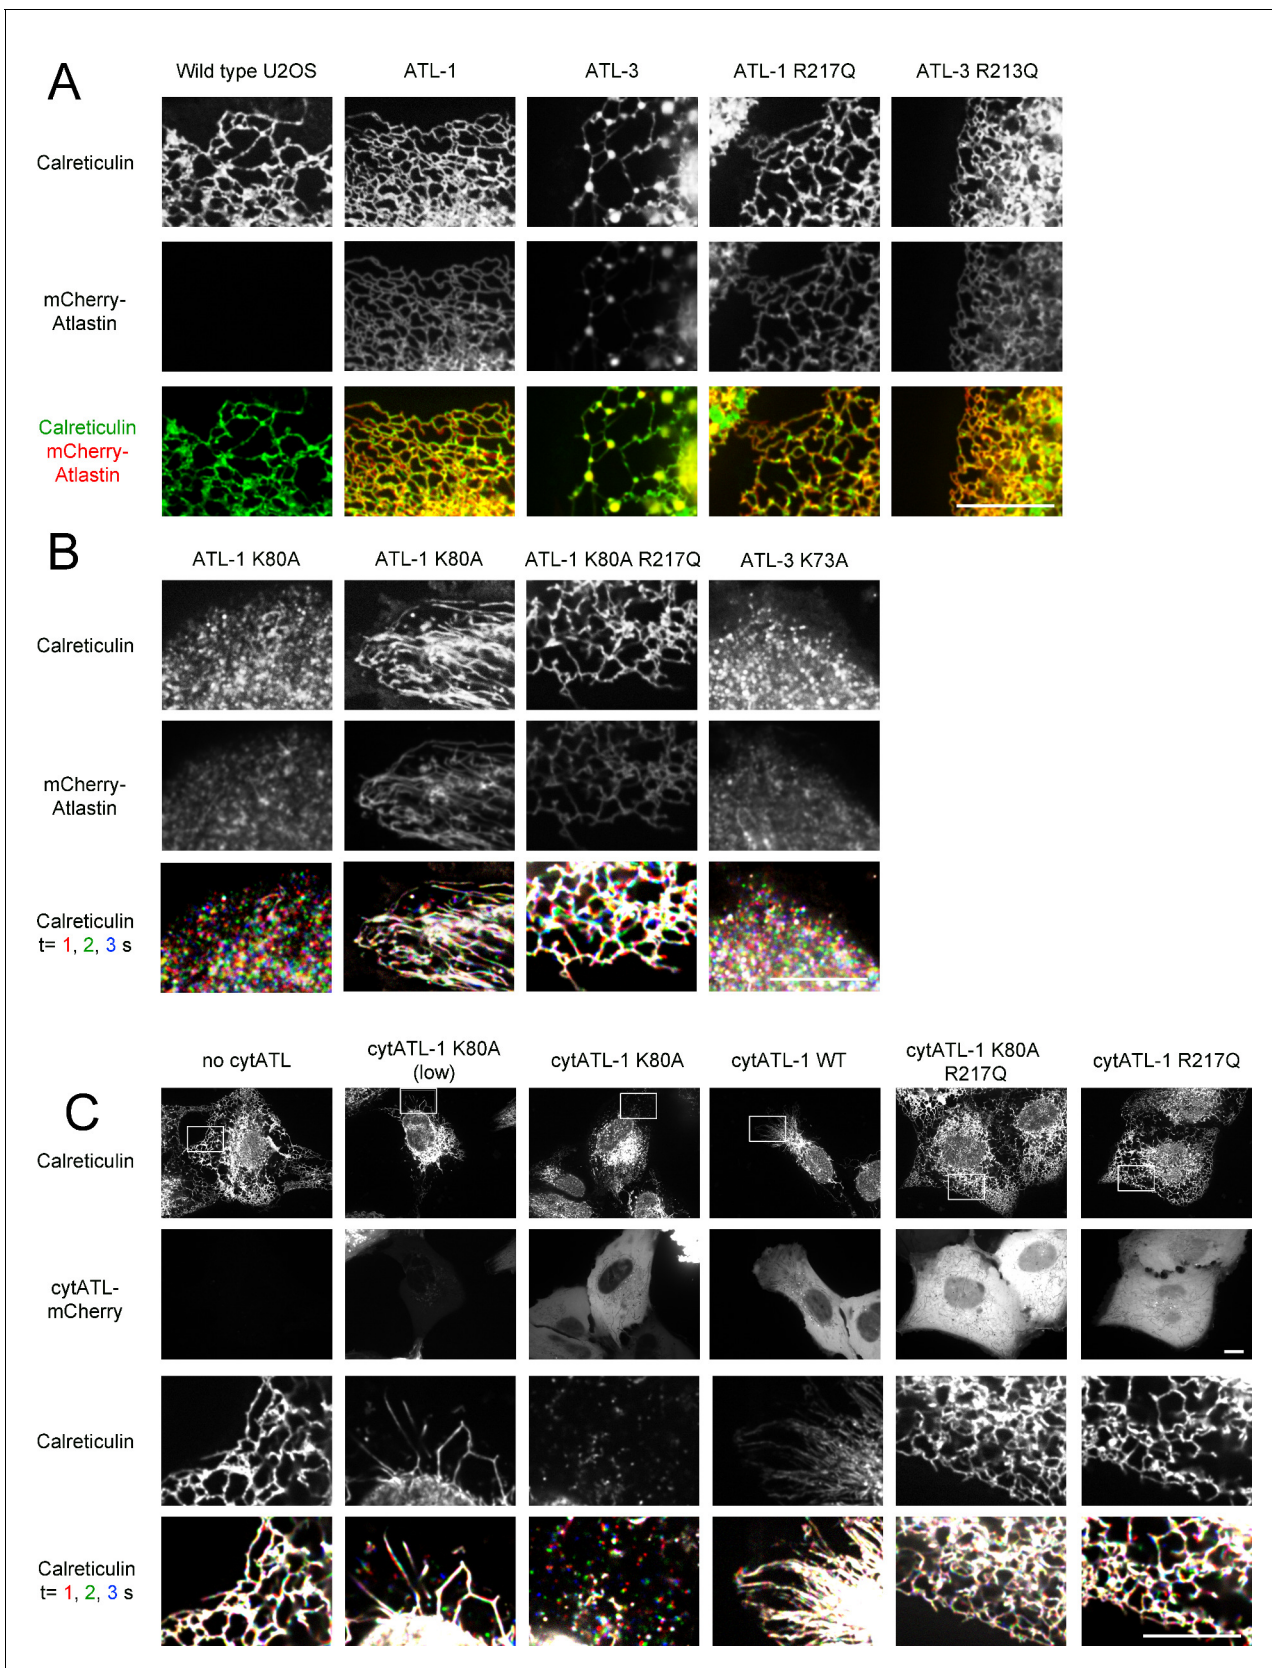 A
Wild type U2OS
ATL-1
ATL-3
ATL-1 R217Q
ATL-3 R213Q
Calreticulin
mCherry-
Atlastin
Calreticulin
mCherry-
Atlastin
B
ATL-1 K80A
ATL-1 K80A
ATL-1 K80A R217Q
ATL-3 K73A
Calreticulin
mCherry-
Atlastin
Calreticulin
t= 1, 2, 3 s
C
no cytATL
cytATL-1 K80A
(low)
cytATL-1 K80A
cytATL-1 WT
cytATL-1 K80A
R217Q
cytATL-1 R217Q
Calreticulin
cytATL-
mCherry
Calreticulin
Calreticulin
t= 1, 2, 3 s